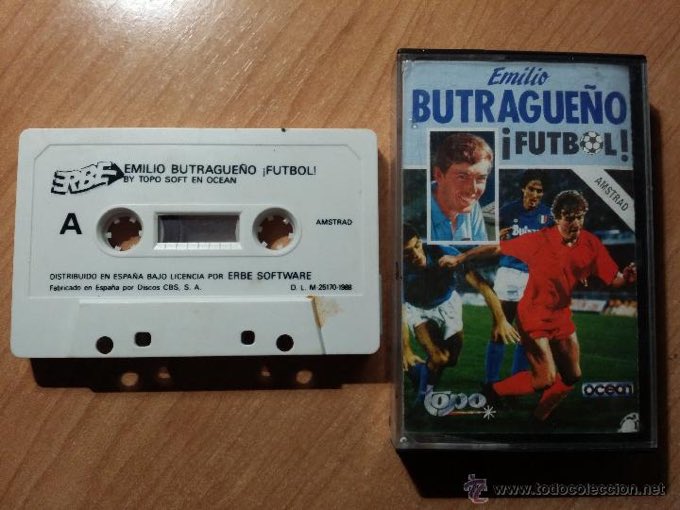 ERBE
EMILIO BUTRAGUEÑO ¡FUTBOL!
BY TOPO SOFT EN OCEAN
A
AMSTRAD
DISTRIBUIDO EN ESPAÑA BAJO LICENCIA POR ERBE SOFTWARE
Fabricado en España por Discos CBS, S. A.
D. L. M-25170-1988
Emilio
BUTRAGUEÑO
¡FUTBOL!
AMSTRAD
topo
ocean
www.todocoleccion.net